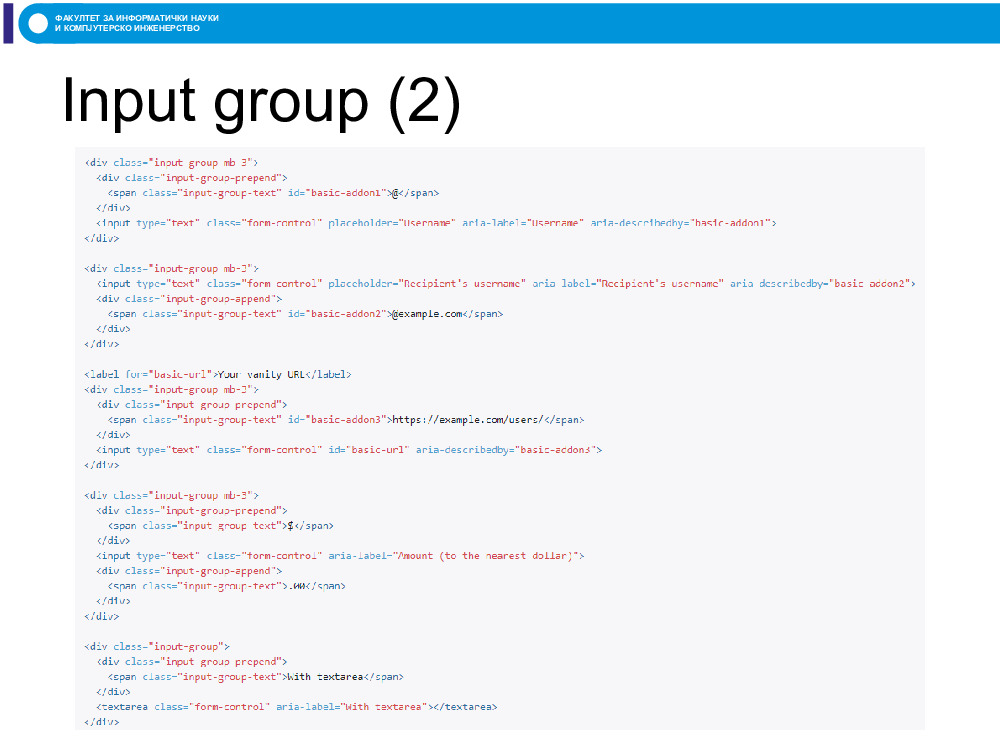 ФАКУЛТЕТ ЗА ИНФОРМАТИЧКИ НАУКИ
И КОМПЈУТЕРСКО ИНЖЕНЕРСТВО
Input group (2)
<div class="input-group mb-3">
  <div class="input-group-prepend">
    <span class="input-group-text" id="basic-addon1">@</span>
  </div>
  <input type="text" class="form-control" placeholder="Username" aria-label="Username" aria-describedby="basic-addon1">
</div>

<div class="input-group mb-3">
  <input type="text" class="form-control" placeholder="Recipient's username" aria-label="Recipient's username" aria-describedby="basic-addon2">
  <div class="input-group-append">
    <span class="input-group-text" id="basic-addon2">@example.com</span>
  </div>
</div>

<label for="basic-url">Your vanity URL</label>
<div class="input-group mb-3">
  <div class="input-group-prepend">
    <span class="input-group-text" id="basic-addon3">https://example.com/users/</span>
  </div>
  <input type="text" class="form-control" id="basic-url" aria-describedby="basic-addon3">
</div>

<div class="input-group mb-3">
  <div class="input-group-prepend">
    <span class="input-group-text">$</span>
  </div>
  <input type="text" class="form-control" aria-label="Amount (to the nearest dollar)">
  <div class="input-group-append">
    <span class="input-group-text">.00</span>
  </div>
</div>

<div class="input-group">
  <div class="input-group-prepend">
    <span class="input-group-text">With textarea</span>
  </div>
  <textarea class="form-control" aria-label="With textarea"></textarea>
</div>